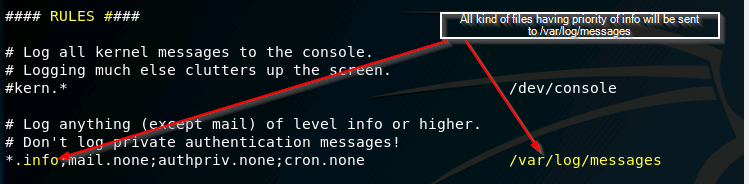 #### RULES ####
All kind of files having priority of info will be sent
to /var/log/messages
# Log all kernel messages to the console.
# Logging much else clutters up the screen.
#kern.* /dev/console
# Log anything (except mail) of level info or higher.
# Don't log private authentication messages!
*.info;mail.none;authpriv.none;cron.none /var/log/messages